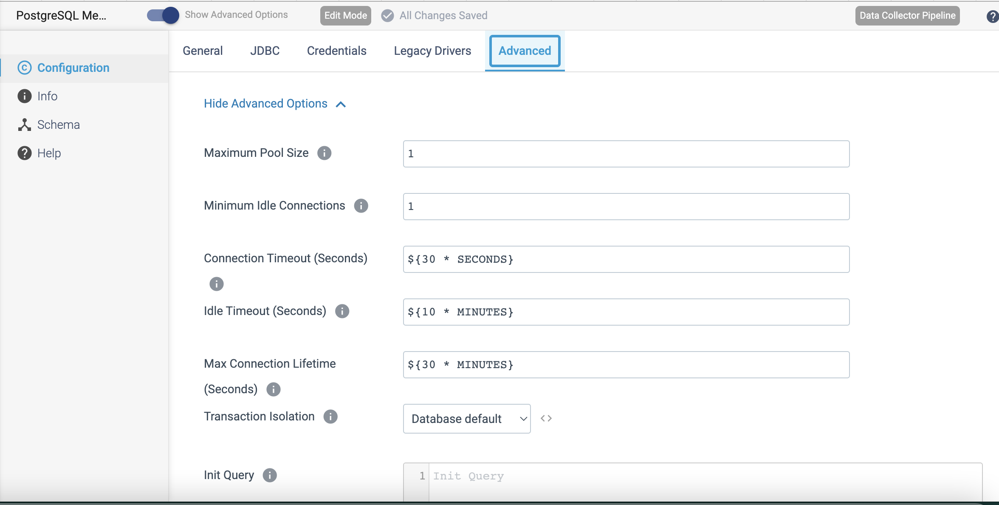 PostgreSQL Me...
Show Advanced Options
Edit Mode
All Changes Saved
Data Collector Pipeline
Configuration
Info
Schema
Help
General
JDBC
Credentials
Legacy Drivers
Advanced
Hide Advanced Options
Maximum Pool Size
1
Minimum Idle Connections
1
Connection Timeout (Seconds)
${30 * SECONDS}
Idle Timeout (Seconds)
${10 * MINUTES}
Max Connection Lifetime
(Seconds)
${30 * MINUTES}
Transaction Isolation
Database default
Init Query
1 Init Query